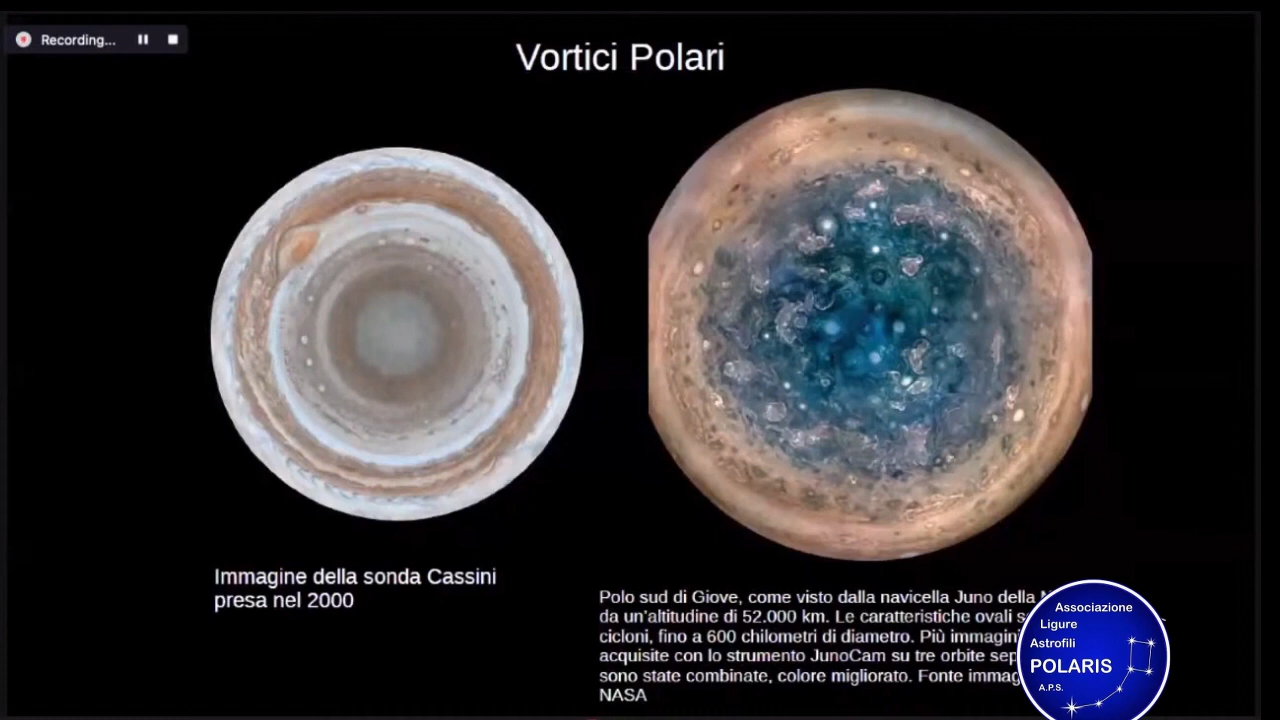 Recording...
Vortici Polari
Immagine della sonda Cassini
presa nel 2000
Polo sud di Giove, come visto dalla navicella Juno della
da un'altitudine di 52.000 km. Le caratteristiche ovali
cicloni, fino a 600 chilometri di diametro. Più immagini
acquisite con lo strumento JunoCam su tre orbite
sono state combinate, colore migliorato. Fonte
NASA
Associazione
Ligure
Astrofili
POLARIS
A.P.S.